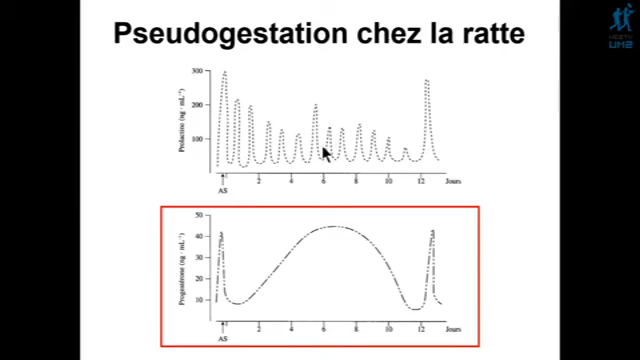 Pseudogestation chez la ratte
UM2
Prolactine (ng · mL⁻¹)
300
200
100
2 4 6 8 10 12 Jours
AS
Progestérone (ng · mL⁻¹)
50
40
30
20
10
2 4 6 8 10 12 Jours
AS